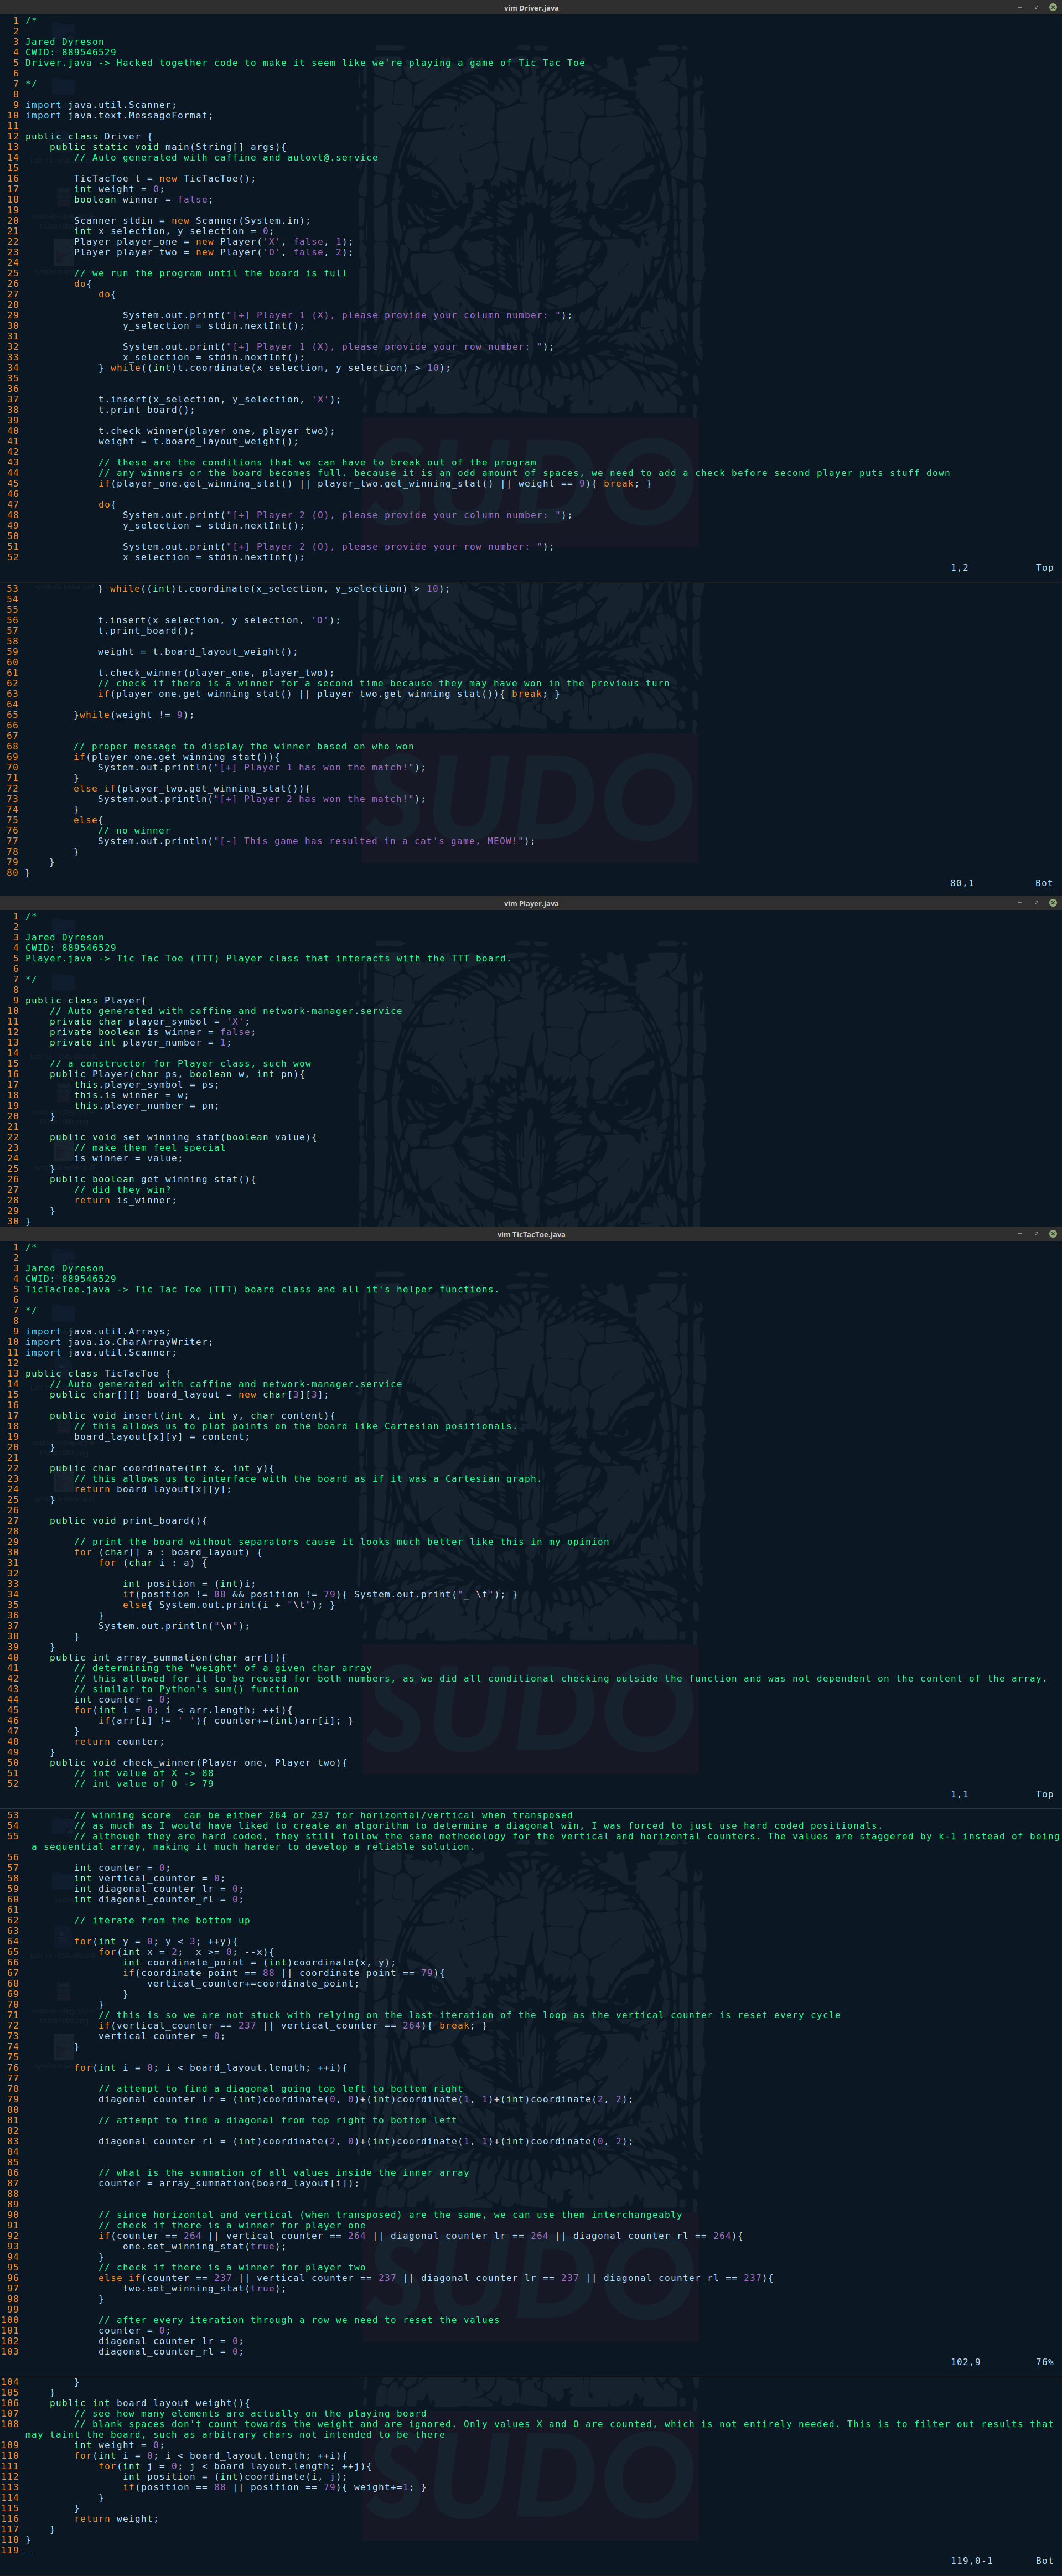 vim Driver.java
1 /*
2
3 Jared Dyreson
4 CWID: 889546529
5 Driver.java -> Hacked together code to make it seem like we're playing a game of Tic Tac Toe
6
7 */
8
9 import java.util.Scanner;
10 import java.text.MessageFormat;
11
12 public class Driver {
13     public static void main(String[] args){
14         // Auto generated with caffine and autovt@.service
15
16         TicTacToe t = new TicTacToe();
17         int weight = 0;
18         boolean winner = false;
19
20         Scanner stdin = new Scanner(System.in);
21         int x_selection, y_selection = 0;
22         Player player_one = new Player('X', false, 1);
23         Player player_two = new Player('O', false, 2);
24
25         // we run the program until the board is full
26         do{
27             do{
28
29                 System.out.print("[+] Player 1 (X), please provide your column number: ");
30                 y_selection = stdin.nextInt();
31
32                 System.out.print("[+] Player 1 (X), please provide your row number: ");
33                 x_selection = stdin.nextInt();
34             } while((int)t.coordinate(x_selection, y_selection) > 10);
35
36
37             t.insert(x_selection, y_selection, 'X');
38             t.print_board();
39
40             t.check_winner(player_one, player_two);
41             weight = t.board_layout_weight();
42
43             // these are the conditions that we can have to break out of the program
44             // any winners or the board becomes full. because it is an odd amount of spaces, we need to add a check before second player puts stuff down
45             if(player_one.get_winning_stat() || player_two.get_winning_stat() || weight == 9){ break; }
46
47             do{
48                 System.out.print("[+] Player 2 (O), please provide your column number: ");
49                 y_selection = stdin.nextInt();
50
51                 System.out.print("[+] Player 2 (O), please provide your row number: ");
52                 x_selection = stdin.nextInt();
1,2 Top
53             } while((int)t.coordinate(x_selection, y_selection) > 10);
54
55
56             t.insert(x_selection, y_selection, 'O');
57             t.print_board();
58
59             weight = t.board_layout_weight();
60
61             t.check_winner(player_one, player_two);
62             // check if there is a winner for a second time because they may have won in the previous turn
63             if(player_one.get_winning_stat() || player_two.get_winning_stat()){ break; }
64
65         }while(weight != 9);
66
67
68         // proper message to display the winner based on who won
69         if(player_one.get_winning_stat()){
70             System.out.println("[+] Player 1 has won the match!");
71         }
72         else if(player_two.get_winning_stat()){
73             System.out.println("[+] Player 2 has won the match!");
74         }
75         else{
76             // no winner
77             System.out.println("[-] This game has resulted in a cat's game, MEOW!");
78         }
79     }
80 }
80,1 Bot
SUDO
vim Player.java
1 /*
2
3 Jared Dyreson
4 CWID: 889546529
5 Player.java -> Tic Tac Toe (TTT) Player class that interacts with the TTT board.
6
7 */
8
9 public class Player{
10     // Auto generated with caffine and network-manager.service
11     private char player_symbol = 'X';
12     private boolean is_winner = false;
13     private int player_number = 1;
14
15     // a constructor for Player class, such wow
16     public Player(char ps, boolean w, int pn){
17         this.player_symbol = ps;
18         this.is_winner = w;
19         this.player_number = pn;
20     }
21
22     public void set_winning_stat(boolean value){
23         // make them feel special
24         is_winner = value;
25     }
26     public boolean get_winning_stat(){
27         // did they win?
28         return is_winner;
29     }
30 }
vim TicTacToe.java
1 /*
2
3 Jared Dyreson
4 CWID: 889546529
5 TicTacToe.java -> Tic Tac Toe (TTT) board class and all it's helper functions.
6
7 */
8
9 import java.util.Arrays;
10 import java.io.CharArrayWriter;
11 import java.util.Scanner;
12
13 public class TicTacToe {
14     // Auto generated with caffine and network-manager.service
15     public char[][] board_layout = new char[3][3];
16
17     public void insert(int x, int y, char content){
18         // this allows us to plot points on the board like Cartesian positionals.
19         board_layout[x][y] = content;
20     }
21
22     public char coordinate(int x, int y){
23         // this allows us to interface with the board as if it was a Cartesian graph.
24         return board_layout[x][y];
25     }
26
27     public void print_board(){
28
29         // print the board without separators cause it looks much better like this in my opinion
30         for (char[] a : board_layout) {
31             for (char i : a) {
32
33                 int position = (int)i;
34                 if(position != 88 && position != 79){ System.out.print("_ \t"); }
35                 else{ System.out.print(i + "\t"); }
36             }
37             System.out.println("\n");
38         }
39     }
40     public int array_summation(char arr[]){
41         // determining the "weight" of a given char array
42         // this allowed for it to be reused for both numbers, as we did all conditional checking outside the function and was not dependent on the content of the array.
43         // similar to Python's sum() function
44         int counter = 0;
45         for(int i = 0; i < arr.length; ++i){
46             if(arr[i] != ' '){ counter+=(int)arr[i]; }
47         }
48         return counter;
49     }
50     public void check_winner(Player one, Player two){
51         // int value of X -> 88
52         // int value of O -> 79
1,1 Top
SUDO
53         // winning score  can be either 264 or 237 for horizontal/vertical when transposed
54         // as much as I would have liked to create an algorithm to determine a diagonal win, I was forced to just use hard coded positionals.
55         // although they are hard coded, they still follow the same methodology for the vertical and horizontal counters. The values are staggered by k-1 instead of being
a sequential array, making it much harder to develop a reliable solution.
56
57         int counter = 0;
58         int vertical_counter = 0;
59         int diagonal_counter_lr = 0;
60         int diagonal_counter_rl = 0;
61
62         // iterate from the bottom up
63
64         for(int y = 0; y < 3; ++y){
65             for(int x = 2;  x >= 0; --x){
66                 int coordinate_point = (int)coordinate(x, y);
67                 if(coordinate_point == 88 || coordinate_point == 79){
68                     vertical_counter+=coordinate_point;
69                 }
70             }
71             // this is so we are not stuck with relying on the last iteration of the loop as the vertical counter is reset every cycle
72             if(vertical_counter == 237 || vertical_counter == 264){ break; }
73             vertical_counter = 0;
74         }
75
76         for(int i = 0; i < board_layout.length; ++i){
77
78             // attempt to find a diagonal going top left to bottom right
79             diagonal_counter_lr = (int)coordinate(0, 0)+(int)coordinate(1, 1)+(int)coordinate(2, 2);
80
81             // attempt to find a diagonal from top right to bottom left
82
83             diagonal_counter_rl = (int)coordinate(2, 0)+(int)coordinate(1, 1)+(int)coordinate(0, 2);
84
85
86             // what is the summation of all values inside the inner array
87             counter = array_summation(board_layout[i]);
88
89
90             // since horizontal and vertical (when transposed) are the same, we can use them interchangeably
91             // check if there is a winner for player one
92             if(counter == 264 || vertical_counter == 264 || diagonal_counter_lr == 264 || diagonal_counter_rl == 264){
93                 one.set_winning_stat(true);
94             }
95             // check if there is a winner for player two
96             else if(counter == 237 || vertical_counter == 237 || diagonal_counter_lr == 237 || diagonal_counter_rl == 237){
97                 two.set_winning_stat(true);
98             }
99
100             // after every iteration through a row we need to reset the values
101             counter = 0;
102             diagonal_counter_lr = 0;
103             diagonal_counter_rl = 0;
102,9 76%
104         }
105     }
106     public int board_layout_weight(){
107         // see how many elements are actually on the playing board
108         // blank spaces don't count towards the weight and are ignored. Only values X and O are counted, which is not entirely needed. This is to filter out results that
may taint the board, such as arbitrary chars not intended to be there
109         int weight = 0;
110         for(int i = 0; i < board_layout.length; ++i){
111             for(int j = 0; j < board_layout.length; ++j){
112                 int position = (int)coordinate(i, j);
113                 if(position == 88 || position == 79){ weight+=1; }
114             }
115         }
116         return weight;
117     }
118 }
119
119,0-1 Bot
SUDO